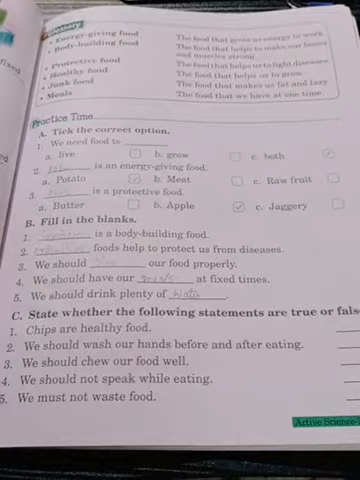 Glossary
• Energy-giving food The food that gives us energy to work.
• Body-building food The food that helps to make our bones and muscles strong.
• Protective food The food that helps us to fight diseases
• Healthy food The food that helps us to grow.
• Junk food The food that makes us fat and lazy
• Meals The food that we have at one time.
Practice Time
A. Tick the correct option.
1. We need food to
a. live b. grow c. both
2. is an energy-giving food.
a. Potato b. Meat c. Raw fruit
3. is a protective food.
a. Butter b. Apple c. Jaggery
B. Fill in the blanks.
1. is a body-building food.
2. foods help to protect us from diseases.
3. We should our food properly.
4. We should have our meals at fixed times.
5. We should drink plenty of water.
C. State whether the following statements are true or fals
1. Chips are healthy food.
2. We should wash our hands before and after eating.
3. We should chew our food well.
4. We should not speak while eating.
5. We must not waste food.
Active Science-